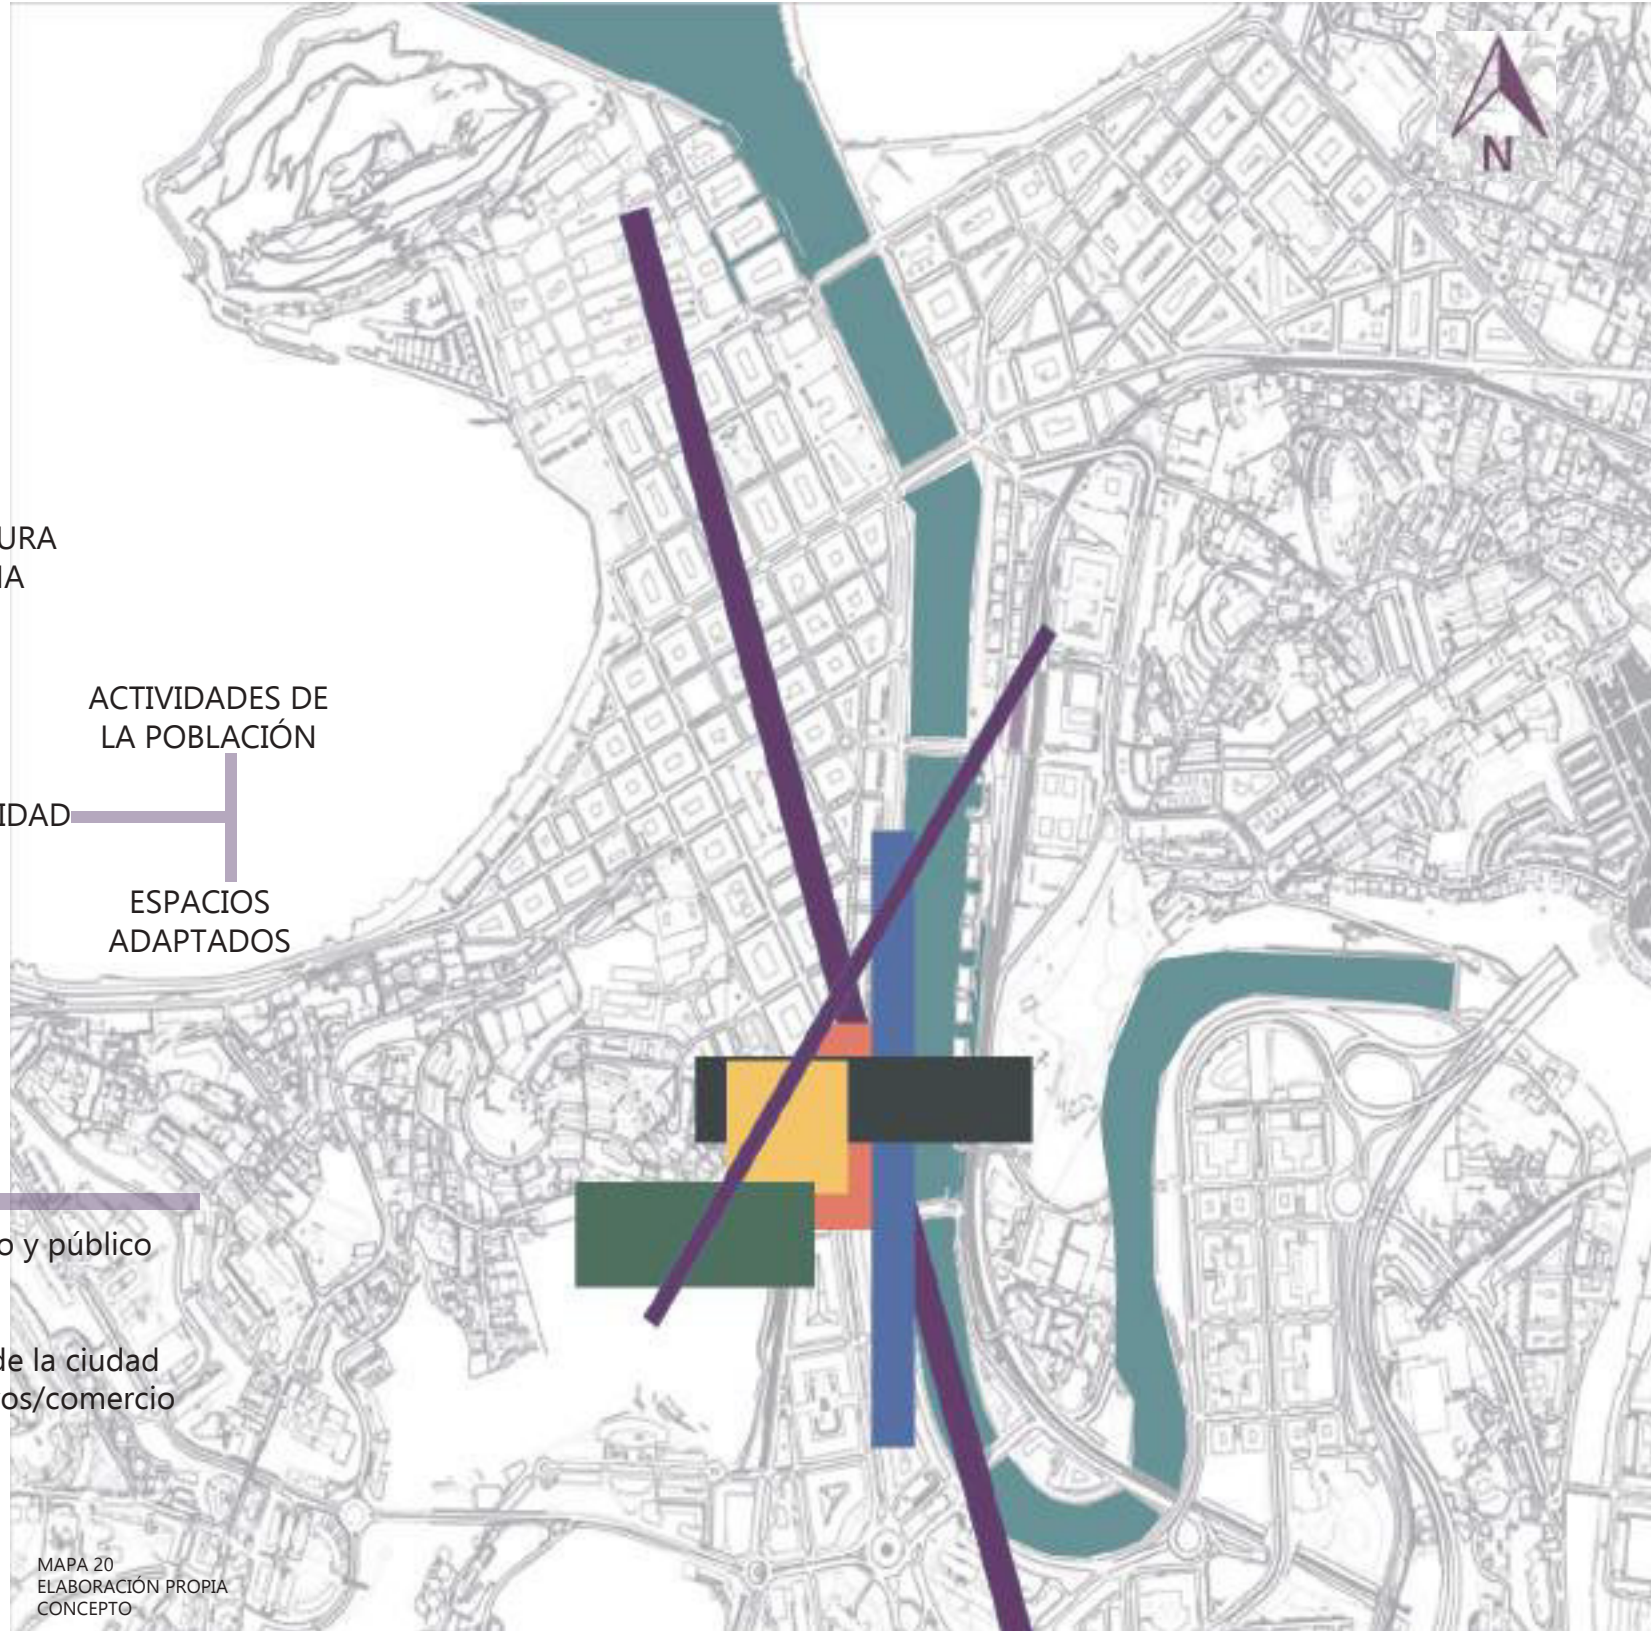 N
URA
IA
ACTIVIDADES DE
LA POBLACIÓN
IDAD
ESPACIOS
ADAPTADOS
o y público
de la ciudad
os/comercio
MAPA 20
ELABORACIÓN PROPIA
CONCEPTO